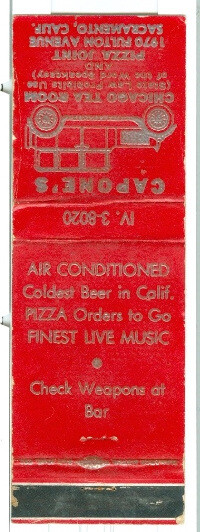 CAPONE'S
CHICAGO TEA ROOM
(State Law Prohibits Use
of the Word Speakeasy)
AND
PIZZA JOINT
1970 FULTON AVENUE
SACRAMENTO, CALIF.
IV. 3-8020
AIR CONDITIONED
Coldest Beer in Calif.
PIZZA Orders to Go
FINEST LIVE MUSIC
Check Weapons at
Bar